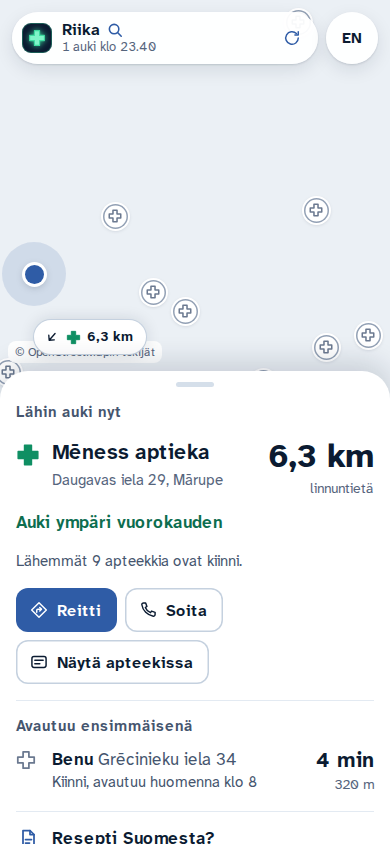 Riika
1 auki klo 23.40
EN
6,3 km
© OpenStreetMapin tekijät
Lähin auki nyt
Mēness aptieka
6,3 km
Daugavas iela 29, Mārupe
linnuntietä
Auki ympäri vuorokauden
Lähemmät 9 apteekkia ovat kiinni.
Reitti
Soita
Näytä apteekissa
Avautuu ensimmäisenä
Benu Grēcinieku iela 34
4 min
Kiinni, avautuu huomenna klo 8
320 m
Resepti Suomesta?